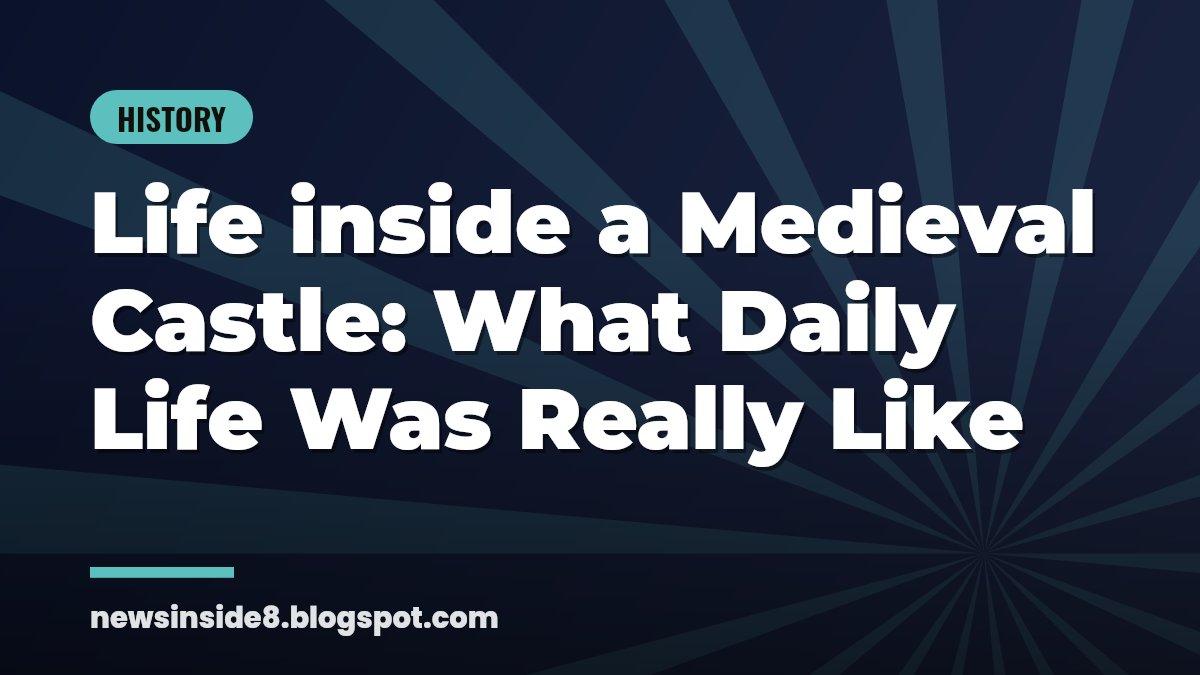 HISTORY
Life inside a Medieval
Castle: What Daily
Life Was Really Like
newsinside8.blogspot.com